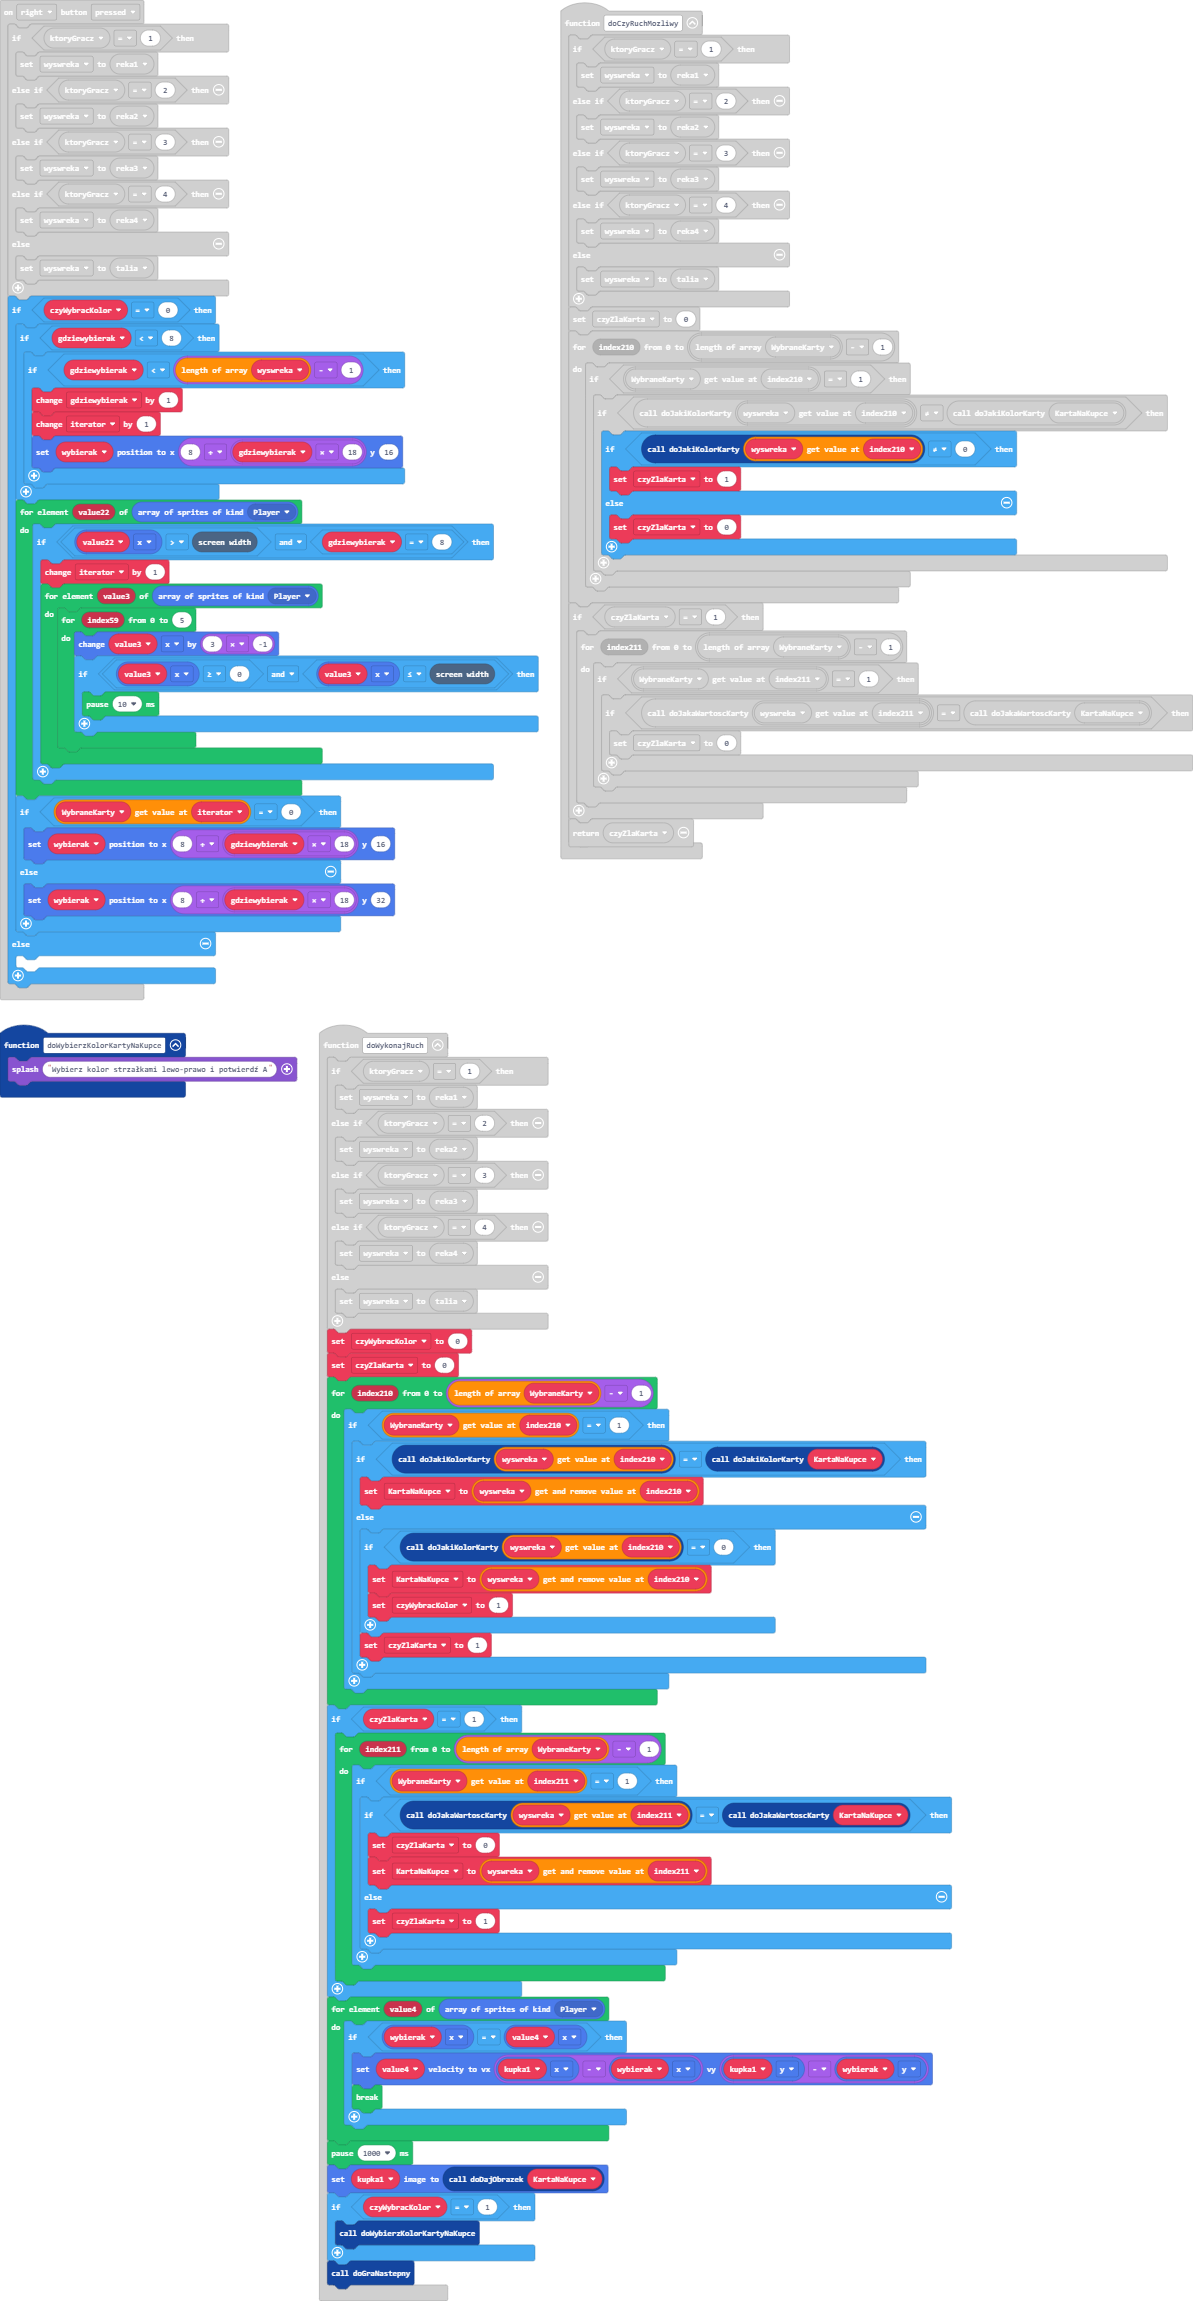 on right button pressed
if ktoryGracz = 1 then
set wyswreka to reka1
else if ktoryGracz = 2 then
set wyswreka to reka2
else if ktoryGracz = 3 then
set wyswreka to reka3
else if ktoryGracz = 4 then
set wyswreka to reka4
else
set wyswreka to talia
if czyWybracKolor = 0 then
if gdziewybierak < 8 then
if gdziewybierak < length of array wyswreka - 1 then
change gdziewybierak by 1
change iterator by 1
set wybierak position to x 8 + gdziewybierak × 18 y 16
for element value22 of array of sprites of kind Player
do
if value22 x > screen width and gdziewybierak = 8 then
change iterator by 1
for element value3 of array of sprites of kind Player
do
for index59 from 0 to 5
do
change value3 x by 3 × -1
if value3 x ≥ 0 and value3 x ≤ screen width then
pause 10 ms
if WybraneKarty get value at iterator = 0 then
set wybierak position to x 8 + gdziewybierak × 18 y 16
else
set wybierak position to x 8 + gdziewybierak × 18 y 32
else
function doCzyRuchMozliwy
if ktoryGracz = 1 then
set wyswreka to reka1
else if ktoryGracz = 2 then
set wyswreka to reka2
else if ktoryGracz = 3 then
set wyswreka to reka3
else if ktoryGracz = 4 then
set wyswreka to reka4
else
set wyswreka to talia
set czyZlaKarta to 0
for index210 from 0 to length of array WybraneKarty - 1
do
if WybraneKarty get value at index210 = 1 then
if call doJakiKolorKarty wyswreka get value at index210 ≠ call doJakiKolorKarty KartaNaKupce then
if call doJakiKolorKarty wyswreka get value at index210 ≠ 0 then
set czyZlaKarta to 1
else
set czyZlaKarta to 0
if czyZlaKarta = 1 then
for index211 from 0 to length of array WybraneKarty - 1
do
if WybraneKarty get value at index211 = 1 then
if call doJakaWartoscKarty wyswreka get value at index211 = call doJakaWartoscKarty KartaNaKupce then
set czyZlaKarta to 0
return czyZlaKarta
function doWybierzKolorKartyNaKupce
splash "Wybierz kolor strzałkami lewo-prawo i potwierdź A"
function doWykonajRuch
if ktoryGracz = 1 then
set wyswreka to reka1
else if ktoryGracz = 2 then
set wyswreka to reka2
else if ktoryGracz = 3 then
set wyswreka to reka3
else if ktoryGracz = 4 then
set wyswreka to reka4
else
set wyswreka to talia
set czyWybracKolor to 0
set czyZlaKarta to 0
for index210 from 0 to length of array WybraneKarty - 1
do
if WybraneKarty get value at index210 = 1 then
if call doJakiKolorKarty wyswreka get value at index210 = call doJakiKolorKarty KartaNaKupce then
set KartaNaKupce to wyswreka get and remove value at index210
else
if call doJakiKolorKarty wyswreka get value at index210 = 0 then
set KartaNaKupce to wyswreka get and remove value at index210
set czyWybracKolor to 1
set czyZlaKarta to 1
if czyZlaKarta = 1 then
for index211 from 0 to length of array WybraneKarty - 1
do
if WybraneKarty get value at index211 = 1 then
if call doJakaWartoscKarty wyswreka get value at index211 = call doJakaWartoscKarty KartaNaKupce then
set czyZlaKarta to 0
set KartaNaKupce to wyswreka get and remove value at index211
else
set czyZlaKarta to 1
for element value4 of array of sprites of kind Player
do
if wybierak x = value4 x then
set value4 velocity to vx kupka1 x - wybierak x vy kupka1 y - wybierak y
break
pause 1000 ms
set kupka1 image to call doDajObrazek KartaNaKupce
if czyWybracKolor = 1 then
call doWybierzKolorKartyNaKupce
call doGraNastepny